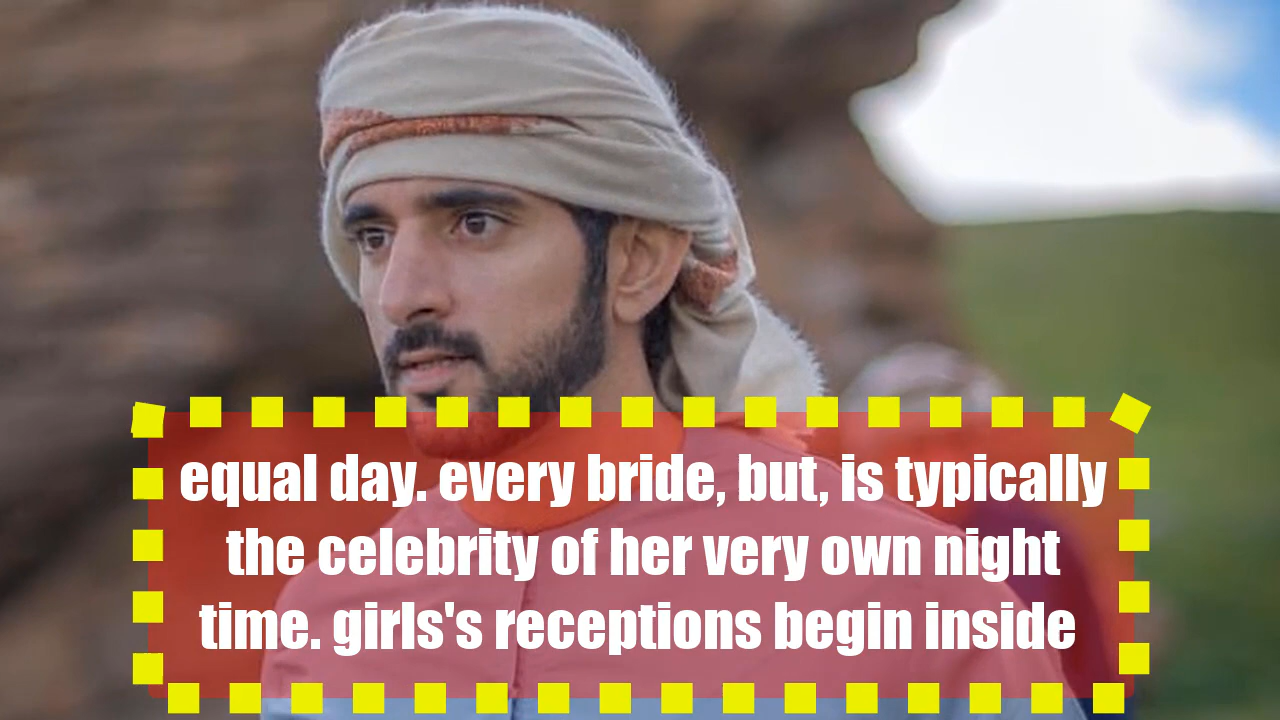 equal day. every bride, but, is typically
the celebrity of her very own night
time. girls's receptions begin inside